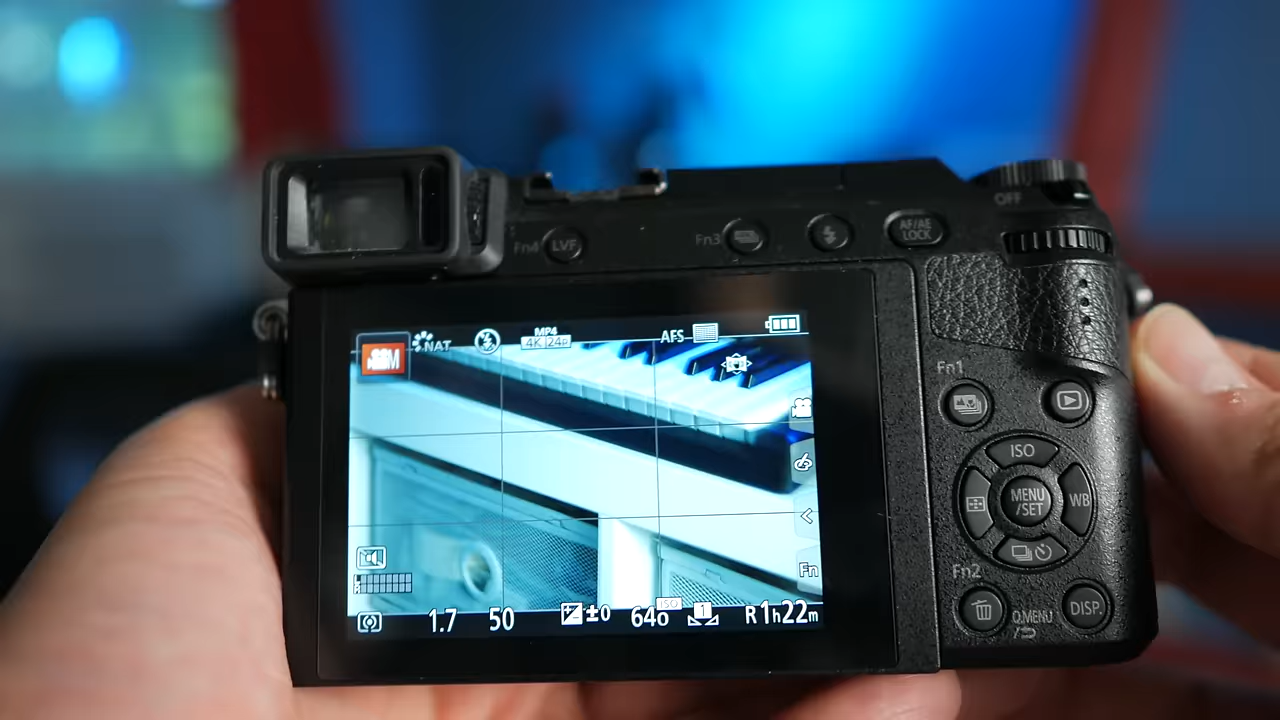 OFF
Fn4 LVF
Fn3
AF/AE
LOCK
M
NAT
MP4
4K 24p
AFS
Fn1
ISO
MENU
/SET
WB
Fn
Fn2
1.7 50 ±0 640 ISO 1 R1h22m
Q.MENU
DISP.